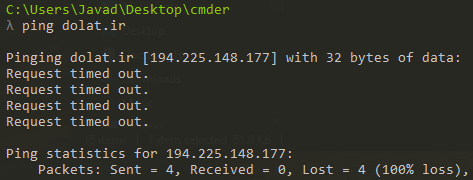 C:\Users\Javad\Desktop\cmder
λ ping dolat.ir
Pinging dolat.ir [194.225.148.177] with 32 bytes of data:
Request timed out.
Request timed out.
Request timed out.
Request timed out.
Ping statistics for 194.225.148.177:
    Packets: Sent = 4, Received = 0, Lost = 4 (100% loss),